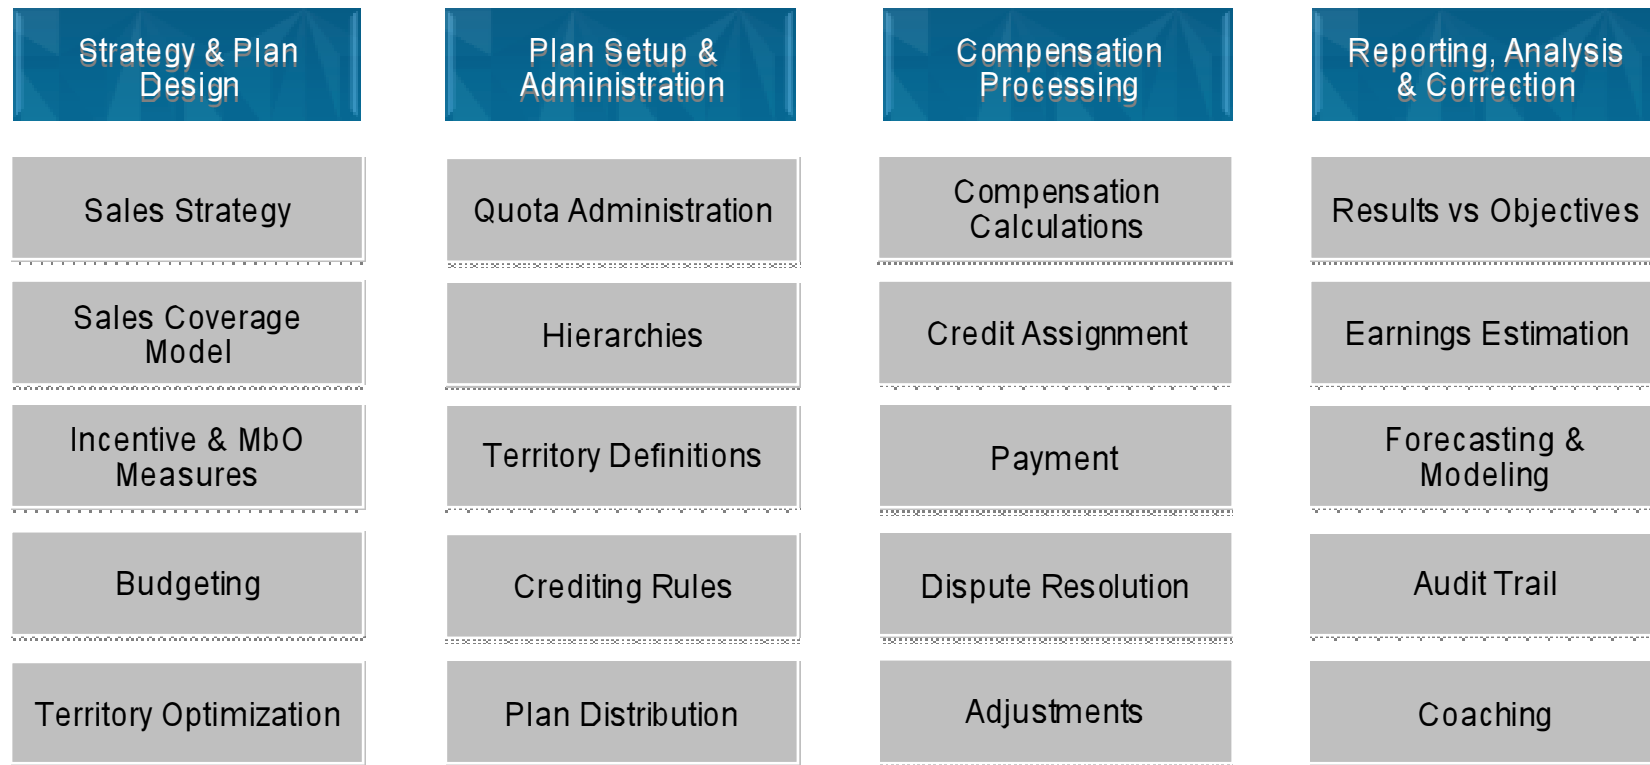 Strategy & Plan
Design
Plan Setup &
Administration
Compensation
Processing
Reporting, Analysis
& Correction
Sales Strategy
Quota Administration
Compensation
Calculations
Results vs Objectives
Sales Coverage
Model
Hierarchies
Credit Assignment
Earnings Estimation
Incentive & MbO
Measures
Territory Definitions
Payment
Forecasting &
Modeling
Budgeting
Crediting Rules
Dispute Resolution
Audit Trail
Territory Optimization
Plan Distribution
Adjustments
Coaching